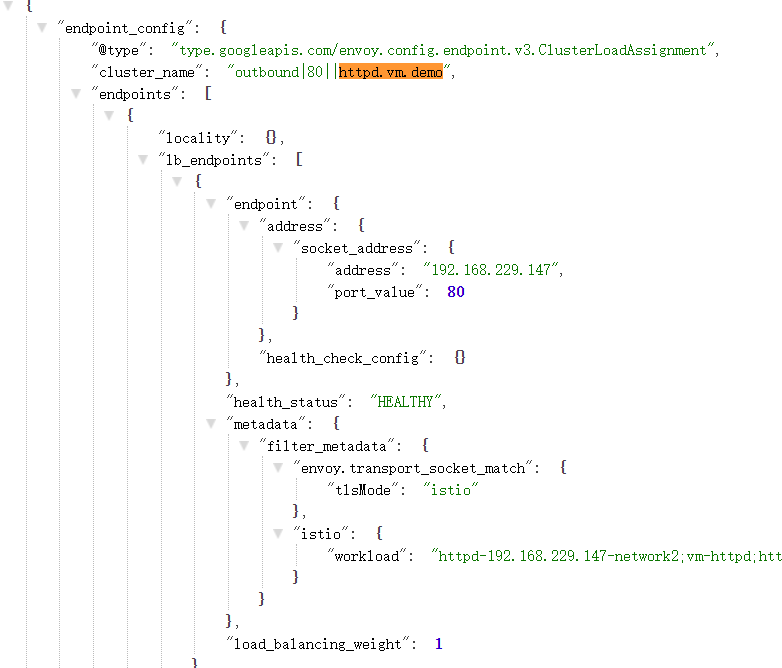 {
"endpoint_config": {
"@type": "type.googleapis.com/envoy.config.endpoint.v3.ClusterLoadAssignment",
"cluster_name": "outbound|80||httpd.vm.demo",
"endpoints": [
{
"locality": {},
"lb_endpoints": [
{
"endpoint": {
"address": {
"socket_address": {
"address": "192.168.229.147",
"port_value": 80
}
},
"health_check_config": {}
},
"health_status": "HEALTHY",
"metadata": {
"filter_metadata": {
"envoy.transport_socket_match": {
"tlsMode": "istio"
},
"istio": {
"workload": "httpd-192.168.229.147-network2;vm-httpd;htt
}
}
},
"load_balancing_weight": 1
}